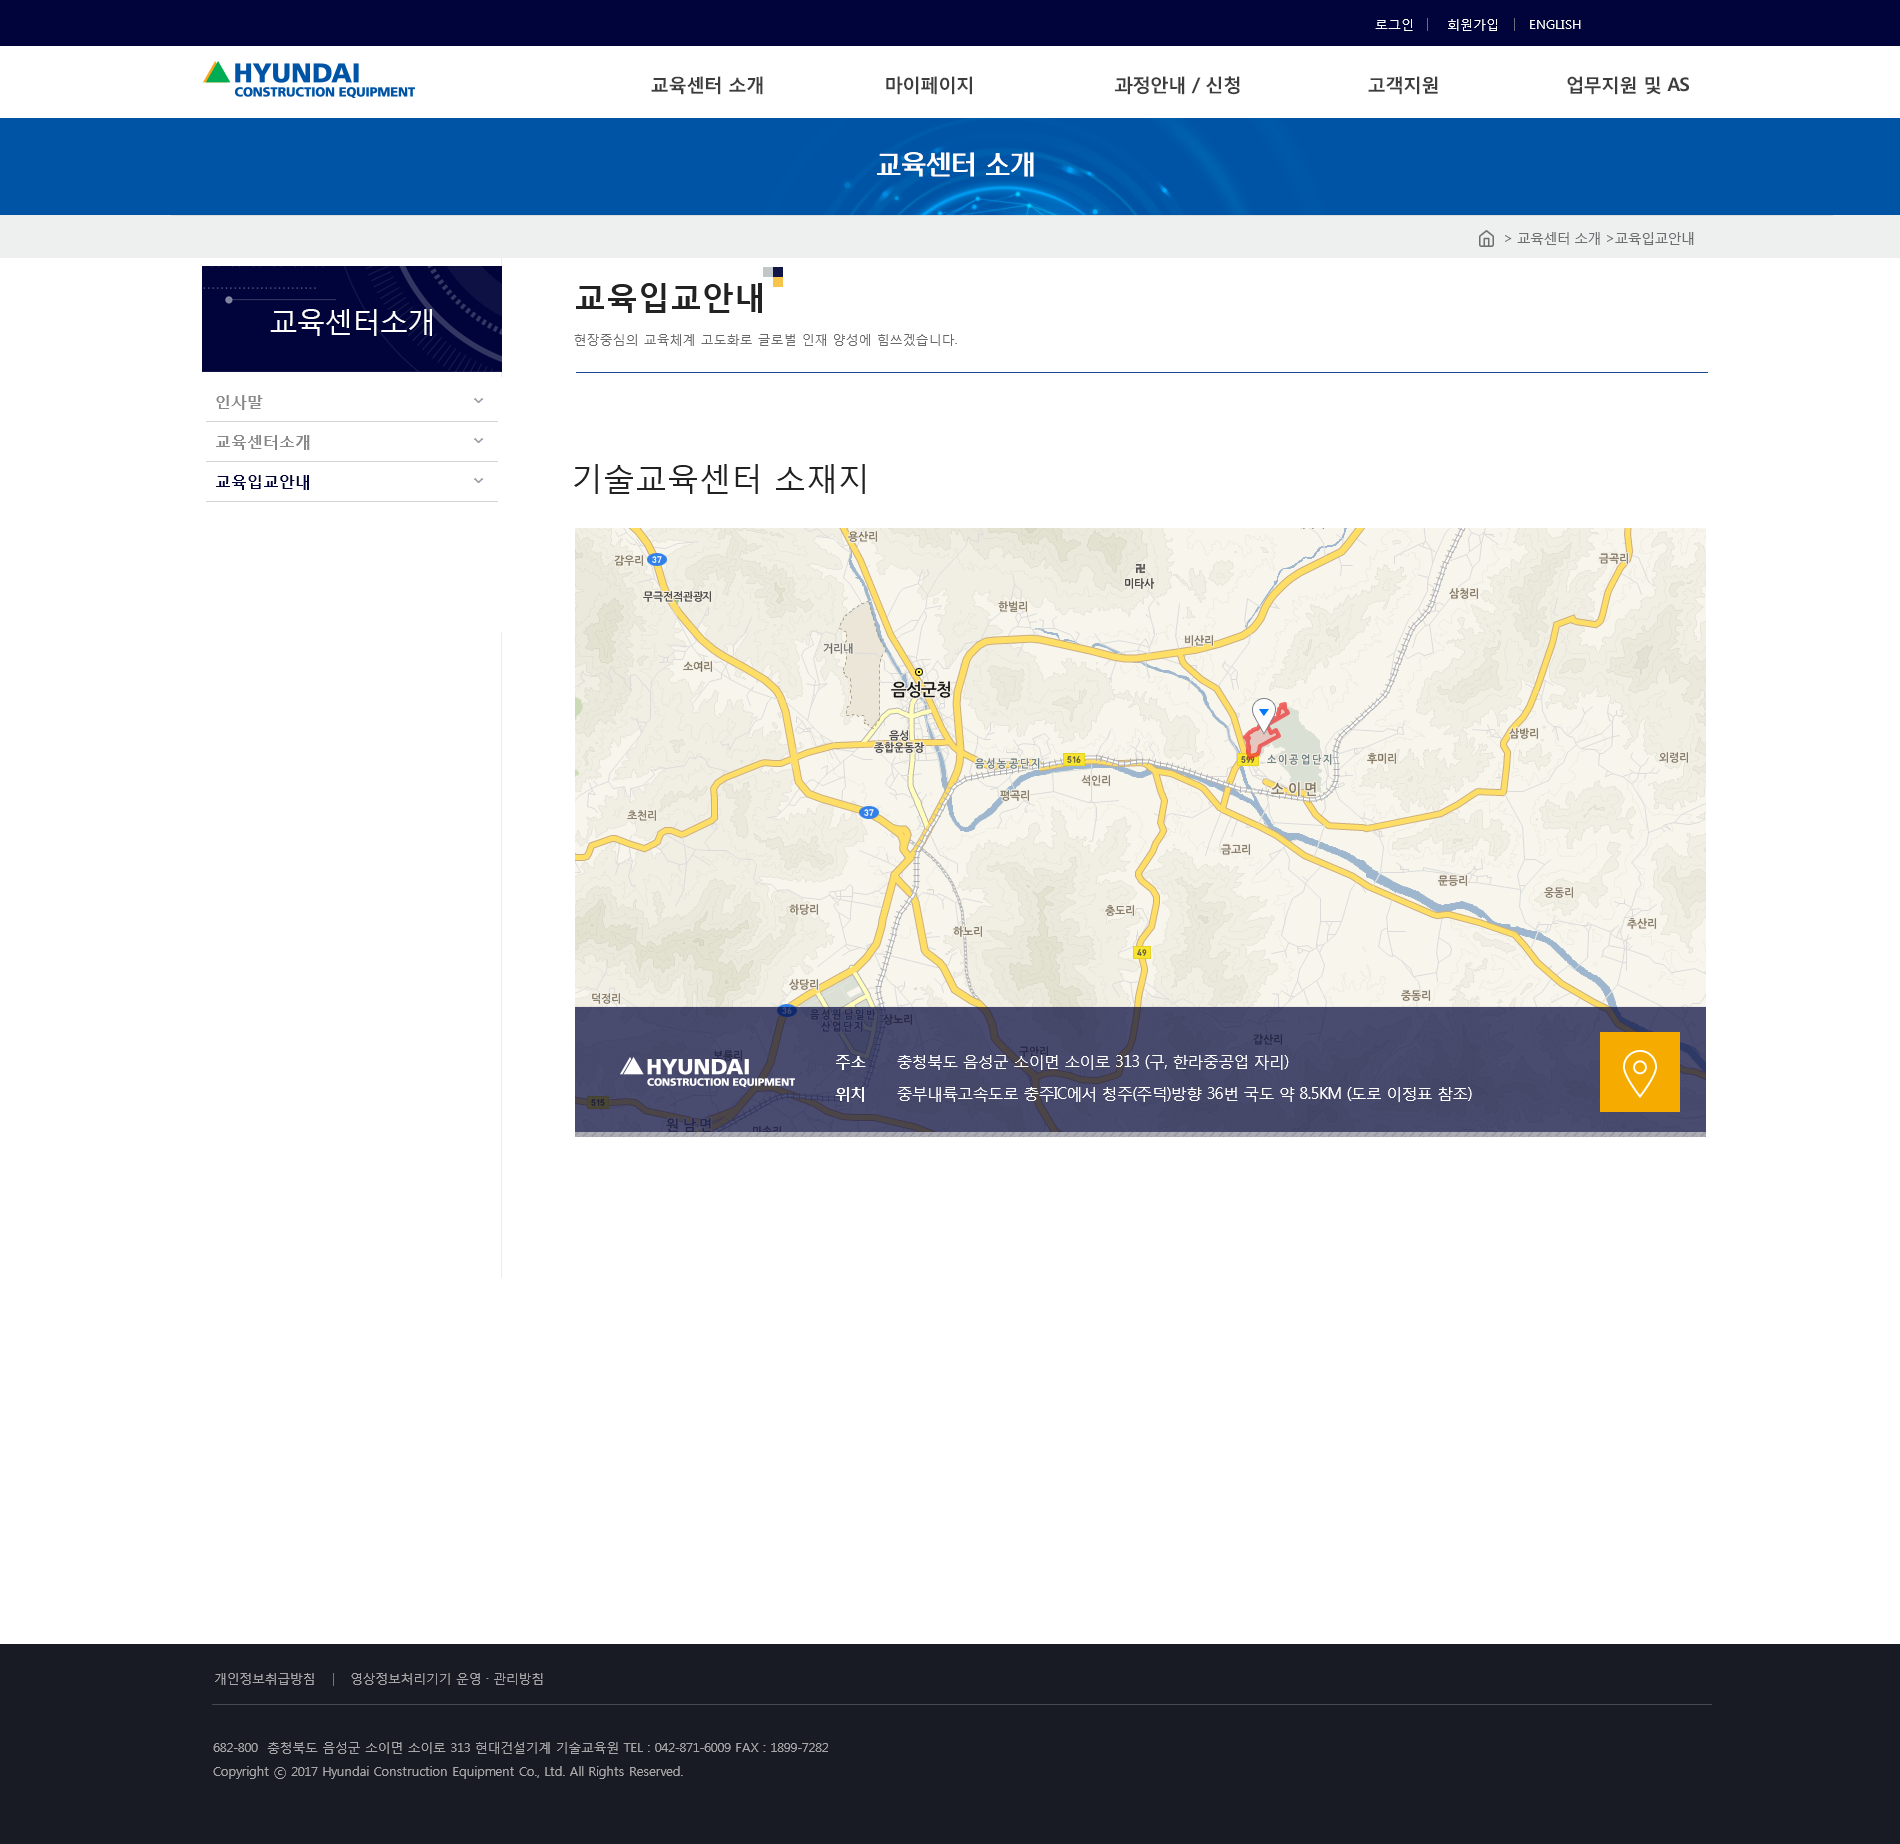 로그인 | 회원가입 | ENGLISH
HYUNDAI
CONSTRUCTION EQUIPMENT
교육센터 소개 마이페이지 과정안내 / 신청 고객지원 업무지원 및 AS
교육센터 소개
> 교육센터 소개 >교육입교안내
교육센터소개
인사말
교육센터소개
교육입교안내
교육입교안내
현장중심의 교육체계 고도화로 글로벌 인재 양성에 힘쓰겠습니다.
기술교육센터 소재지
용산리
감우리 37
금곡리
미타사
무극전적관광지
삼청리
한벌리
비산리
거리내
소여리
음성군청
음성
종합운동장
삼방리
음성농공단지 516
599 소이공업단지
후미리
외령리
석인리
평곡리
소이면
초천리
37
금고리
문등리
웅동리
하당리
충도리
추산리
하노리
49
상당리
덕정리
중동리
36
음성원남일반
산업단지
상노리
갑산리
보룡리
구안리
515
원남면
마송리
HYUNDAI
CONSTRUCTION EQUIPMENT
주소 충청북도 음성군 소이면 소이로 313 (구, 한라중공업 자리)
위치 중부내륙고속도로 충주IC에서 청주(주덕)방향 36번 국도 약 8.5KM (도로 이정표 참조)
개인정보취급방침 | 영상정보처리기기 운영 · 관리방침
682-800 충청북도 음성군 소이면 소이로 313 현대건설기계 기술교육원 TEL : 042-871-6009 FAX : 1899-7282
Copyright ⓒ 2017 Hyundai Construction Equipment Co., Ltd. All Rights Reserved.